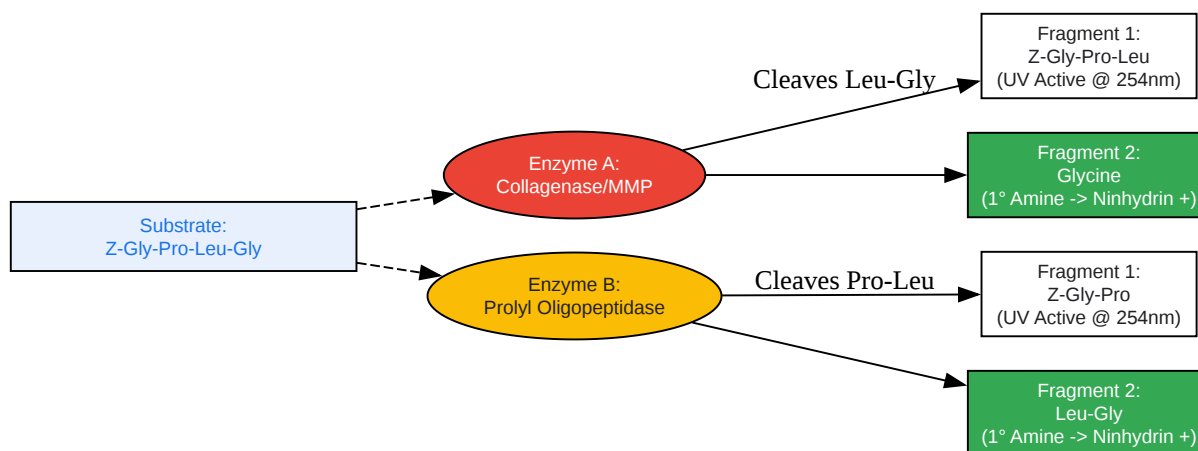 Substrate:
Z-Gly-Pro-Leu-Gly
Enzyme A:
Collagenase/MMP
Enzyme B:
Prolyl Oligopeptidase
Cleaves Leu-Gly
Cleaves Pro-Leu
Fragment 1:
Z-Gly-Pro-Leu
(UV Active @ 254nm)
Fragment 2:
Glycine
(1° Amine -> Ninhydrin +)
Fragment 1:
Z-Gly-Pro
(UV Active @ 254nm)
Fragment 2:
Leu-Gly
(1° Amine -> Ninhydrin +)